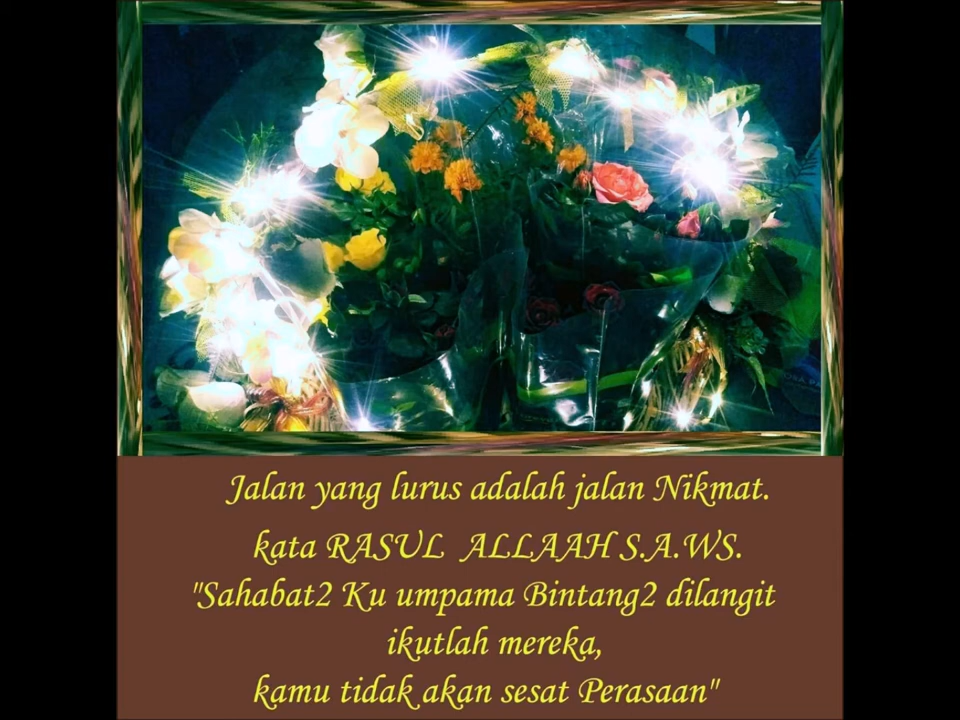 Jalan yang lurus adalah jalan Nikmat.
kata RASUL ALLAAH S.A.WS.
"Sahabat2 Ku umpama Bintang2 dilangit
ikutlah mereka,
kamu tidak akan sesat Perasaan"